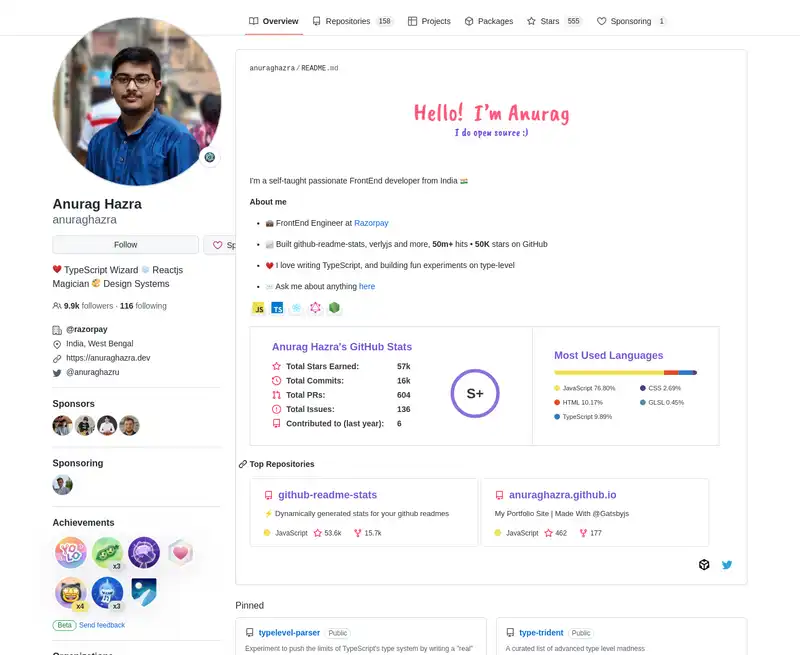 Overview
Repositories 158
Projects
Packages
Stars 555
Sponsoring 1
Anurag Hazra
anuraghazra
Follow
Sp
TypeScript Wizard Reactjs
Magician Design Systems
9.9k followers · 116 following
@razorpay
India, West Bengal
https://anuraghazra.dev
@anuraghazru
Sponsors
Sponsoring
Achievements
YOLO
x3
x4
x3
Beta Send feedback
anuraghazra/README.md
Hello! I'm Anurag
I do open source :)
I'm a self-taught passionate FrontEnd developer from India
About me
• FrontEnd Engineer at Razorpay
• Built github-readme-stats, verlyjs and more, 50m+ hits • 50K stars on GitHub
• I love writing TypeScript, and building fun experiments on type-level
• Ask me about anything here
JS TS
Anurag Hazra's GitHub Stats
Total Stars Earned: 57k
Total Commits: 16k
Total PRs: 604
Total Issues: 136
Contributed to (last year): 6
S+
Most Used Languages
JavaScript 76.80%
CSS 2.69%
HTML 10.17%
GLSL 0.45%
TypeScript 9.89%
Top Repositories
github-readme-stats
Dynamically generated stats for your github readmes
JavaScript 53.6k 15.7k
anuraghazra.github.io
My Portfolio Site | Made With @Gatsbyjs
JavaScript 462 177
Pinned
typelevel-parser Public
Experiment to push the limits of TypeScript's type system by writing a "real"
type-trident Public
A curated list of advanced type level madness